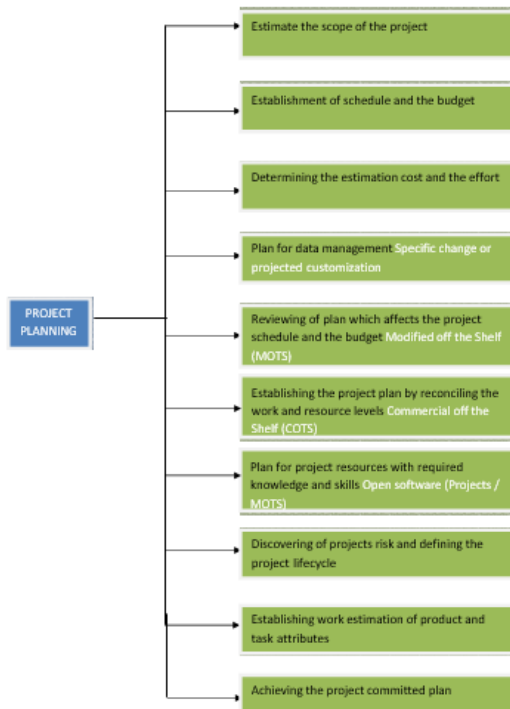 Estimate the scope of the project
Establishment of schedule and the budget
Determining the estimation cost and the effort
Plan for data management Specific change or
projected customization
PROJECT
PLANNING
Reviewing of plan which affects the project
schedule and the budget Modified off the Shelf
(MOTS)
Establishing the project plan by reconciling the
work and resource levels Commercial off the
Shelf (COTS)
Plan for project resources with required
knowledge and skills Open software (Projects /
MOTS)
Discovering of projects risk and defining the
project lifecycle
Establishing work estimation of product and
task attributes
Achieving the project committed plan